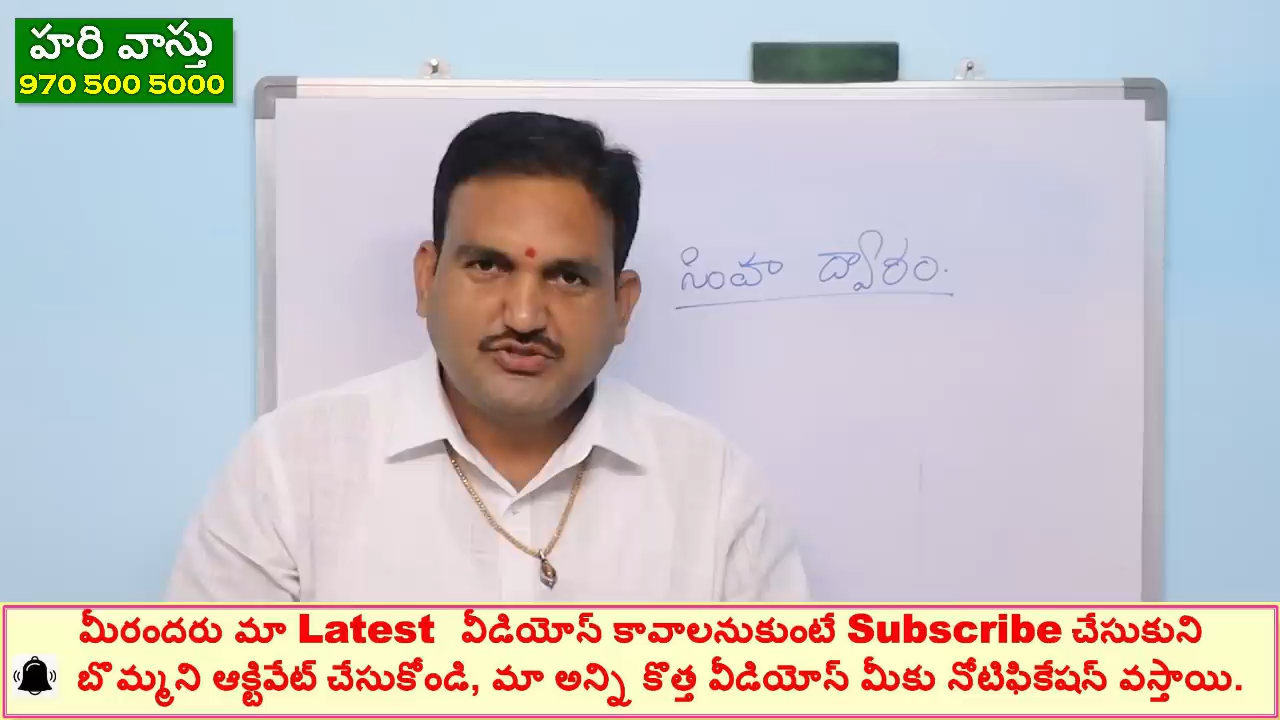 హరి వాస్తు
970 500 5000
సింహ ద్వారం.
మీరందరు మా Latest వీడియోస్ కావాలనుకుంటే Subscribe చేసుకుని
బొమ్మని ఆక్టివేట్ చేసుకోండి, మా అన్ని కొత్త వీడియోస్ మీకు నోటిఫికేషన్ వస్తాయి.